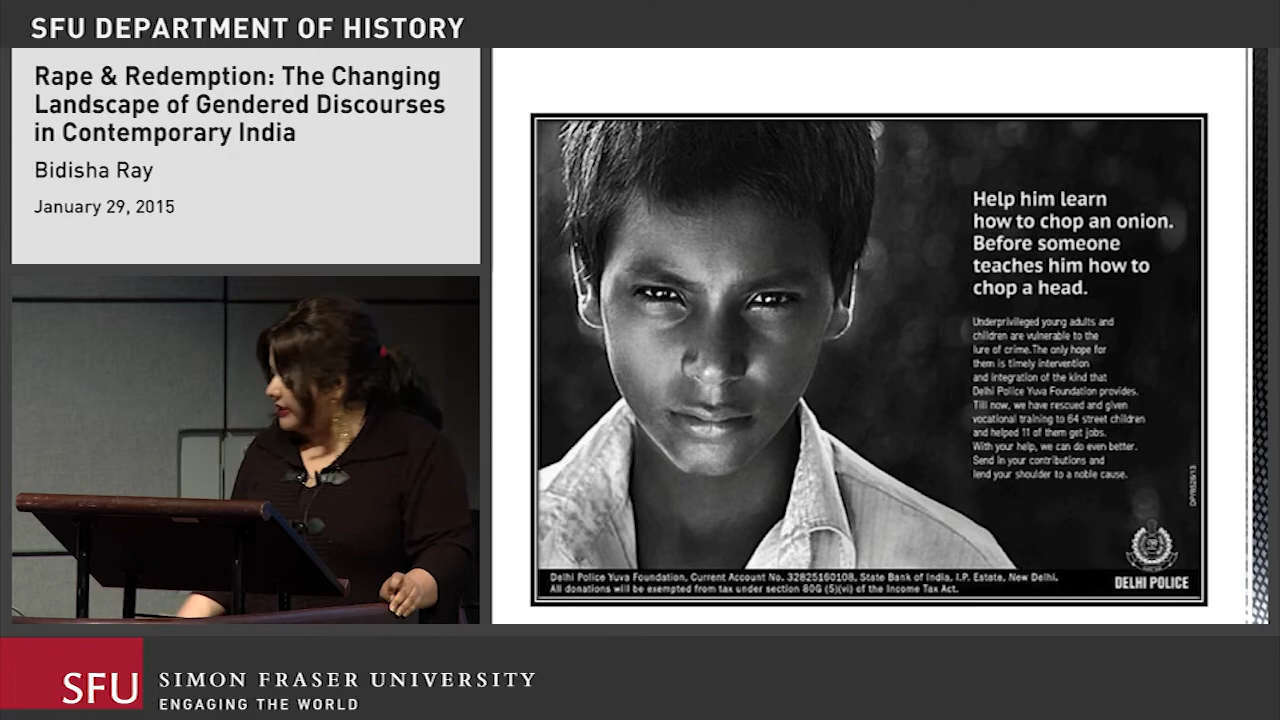 SFU DEPARTMENT OF HISTORY
Rape & Redemption: The Changing
Landscape of Gendered Discourses
in Contemporary India
Bidisha Ray
January 29, 2015
Help him learn
how to chop an onion.
Before someone
teaches him how to
chop a head.
Underprivileged young adults and
children are vulnerable to the
lure of crime. The only hope for
them is timely intervention
and integration of the kind that
Delhi Police Yuva Foundation provides.
Till now, we have rescued and given
vocational training to 64 street children
and helped 11 of them get jobs.
With your help, we can do even better.
Send in your contributions and
lend your shoulder to a noble cause.
DELHI POLICE
Delhi Police Yuva Foundation, Current Account No. 32825160108, State Bank of India, I.P. Estate, New Delhi.
All donations will be exempted from tax under section 80G (5)(vi) of the Income Tax Act.
SFU
SIMON FRASER UNIVERSITY
ENGAGING THE WORLD